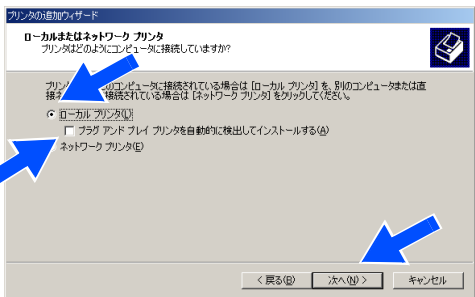 プリンタの追加ウィザード
ローカルまたはネットワーク プリンタ
プリンタはどのようにコンピュータに接続していますか?
プリン コンピュータに接続されている場合は [ローカル プリンタ] を、別のコンピュータまたは直
接ネ 接続されている場合は [ネットワーク プリンタ] をクリックしてください。
ローカル プリンタ(L)
プラグ アンド プレイ プリンタを自動的に検出してインストールする(A)
ネットワーク プリンタ(E)
< 戻る(B)
次へ(N) >
キャンセル